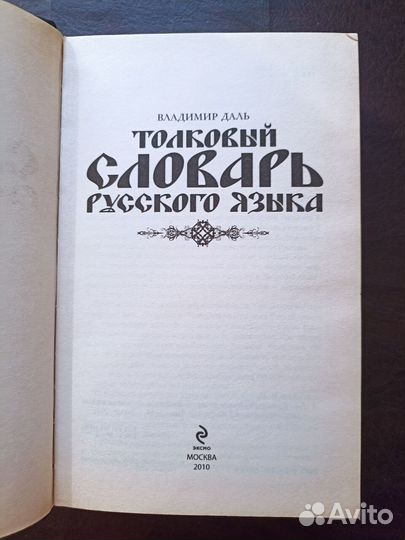 ВЛАДИМИР ДАЛЬ
ТОЛКОВЫЙ
СЛОВАРЬ
РУССКОГО ЯЗЫКА
ЭКСМО
МОСКВА
2010
Avito